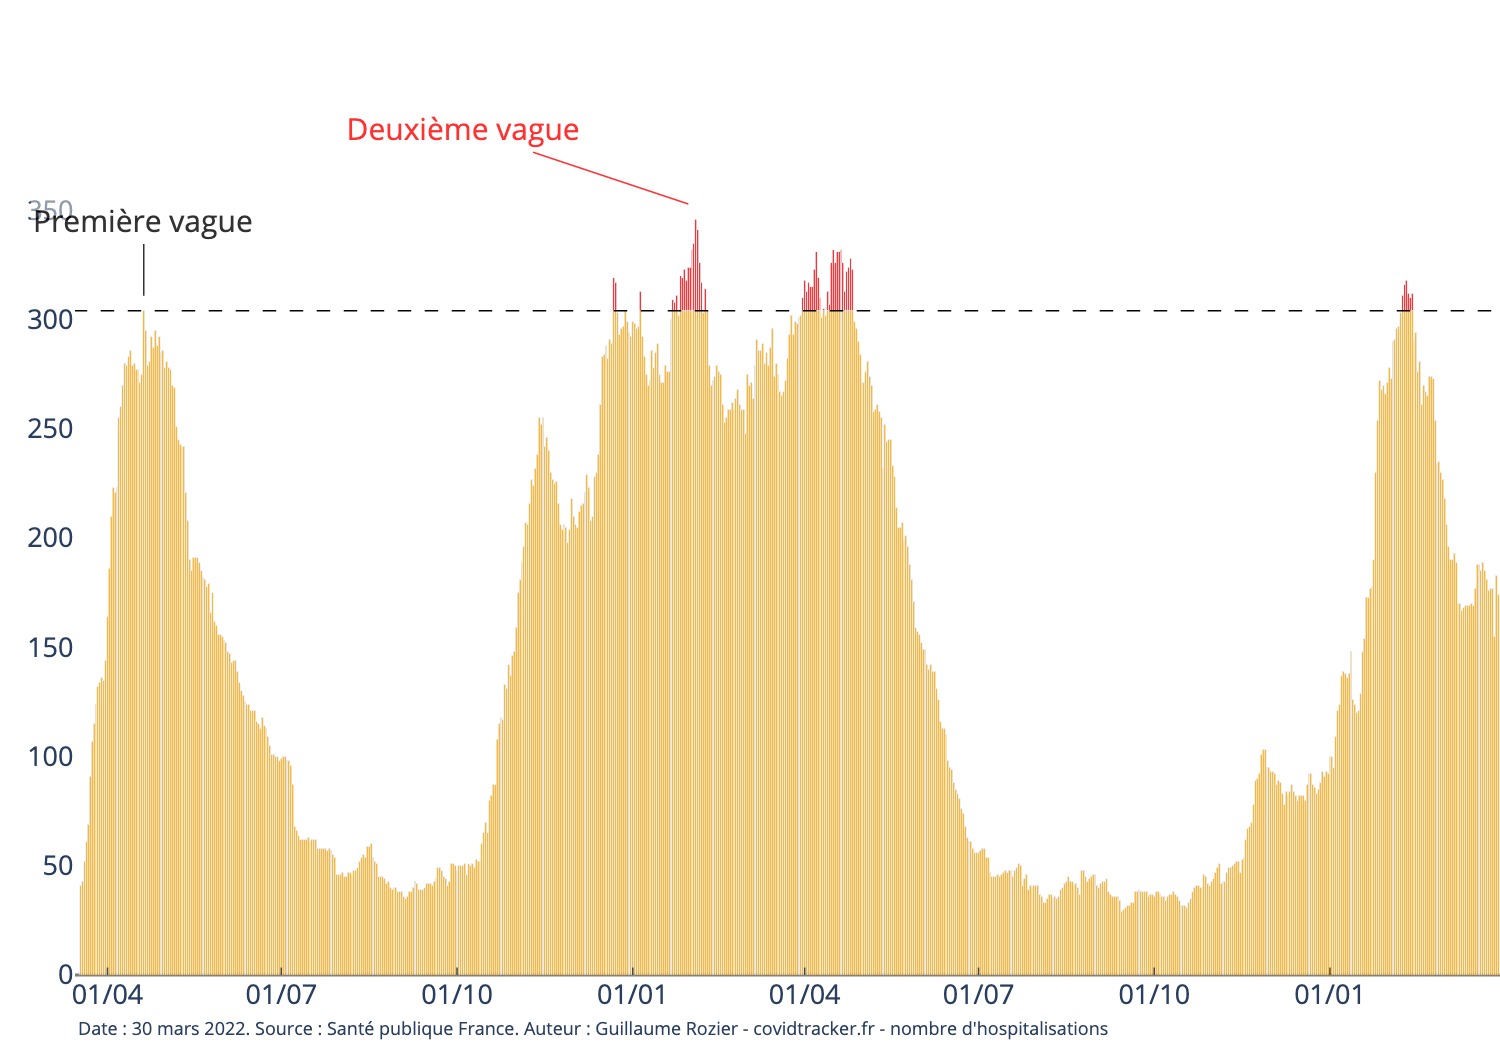 Deuxième vague
350
Première vague
300
250
200
150
100
50
0
01/04 01/07 01/10 01/01 01/04 01/07 01/10 01/01
Date : 30 mars 2022. Source : Santé publique France. Auteur : Guillaume Rozier - covidtracker.fr - nombre d'hospitalisations